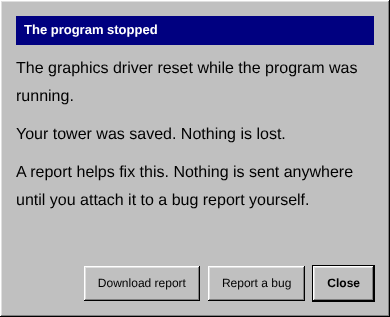 The program stopped
The graphics driver reset while the program was
running.
Your tower was saved. Nothing is lost.
A report helps fix this. Nothing is sent anywhere
until you attach it to a bug report yourself.
Download report
Report a bug
Close